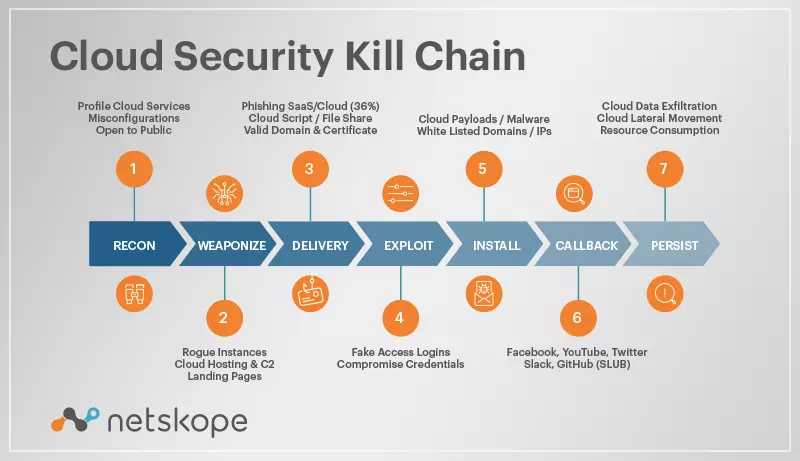 Cloud Security Kill Chain
Profile Cloud Services
Misconfigurations
Open to Public
Phishing SaaS/Cloud (36%)
Cloud Script / File Share
Valid Domain & Certificate
Cloud Payloads / Malware
White Listed Domains / IPs
Cloud Data Exfiltration
Cloud Lateral Movement
Resource Consumption
1
3
5
7
RECON
WEAPONIZE
DELIVERY
EXPLOIT
INSTALL
CALLBACK
PERSIST
!
2
4
6
Rogue Instances
Cloud Hosting & C2
Landing Pages
Fake Access Logins
Compromise Credentials
Facebook, YouTube, Twitter
Slack, GitHub (SLUB)
netskope